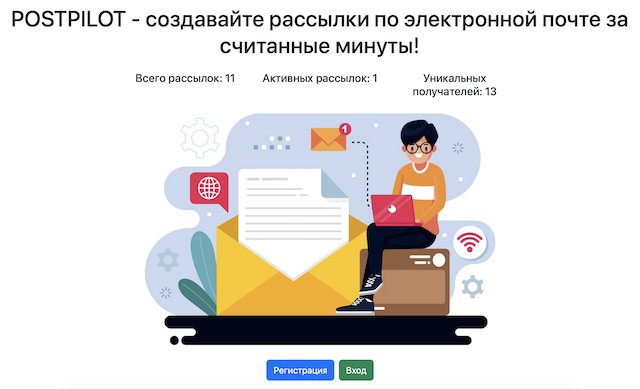 POSTPILOT - создавайте рассылки по электронной почте за
считанные минуты!
Всего рассылок: 11
Активных рассылок: 1
Уникальных
получателей: 13
1
Регистрация
Вход